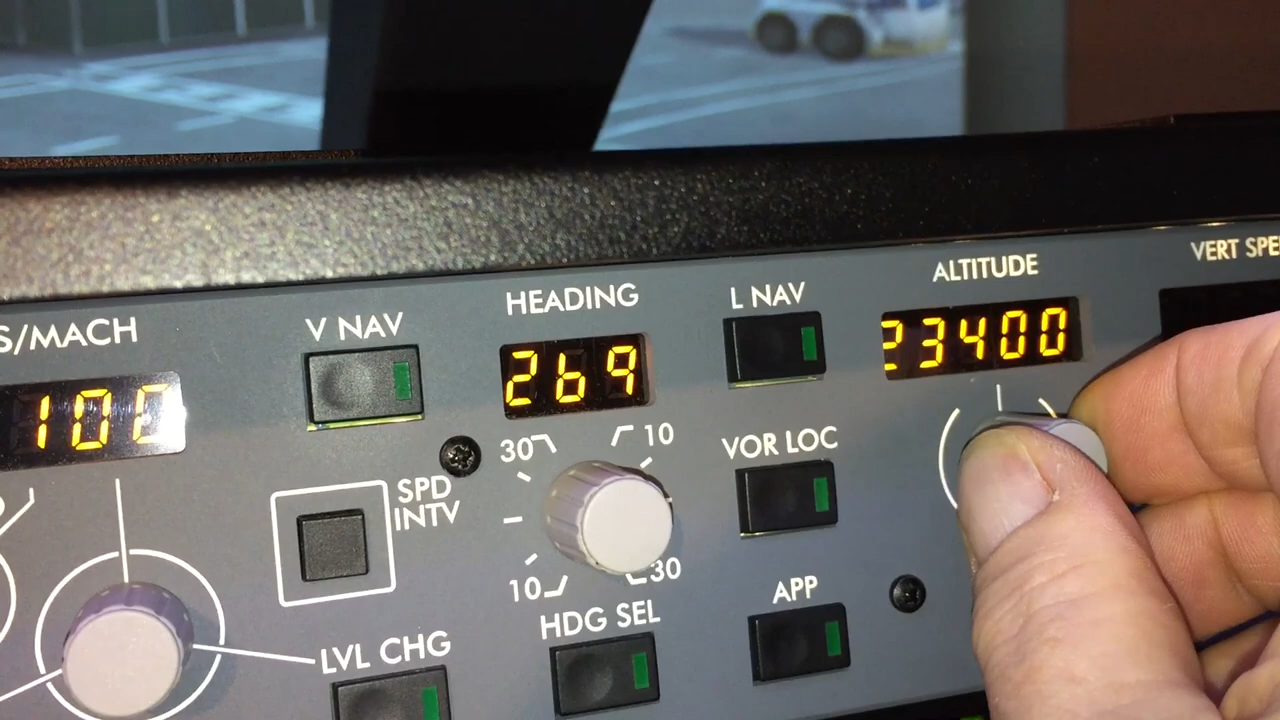 S/MACH
100
V NAV
HEADING
269
L NAV
ALTITUDE
23400
VERT SPE
30
10
SPD
INTV
VOR LOC
10
30
LVL CHG
HDG SEL
APP